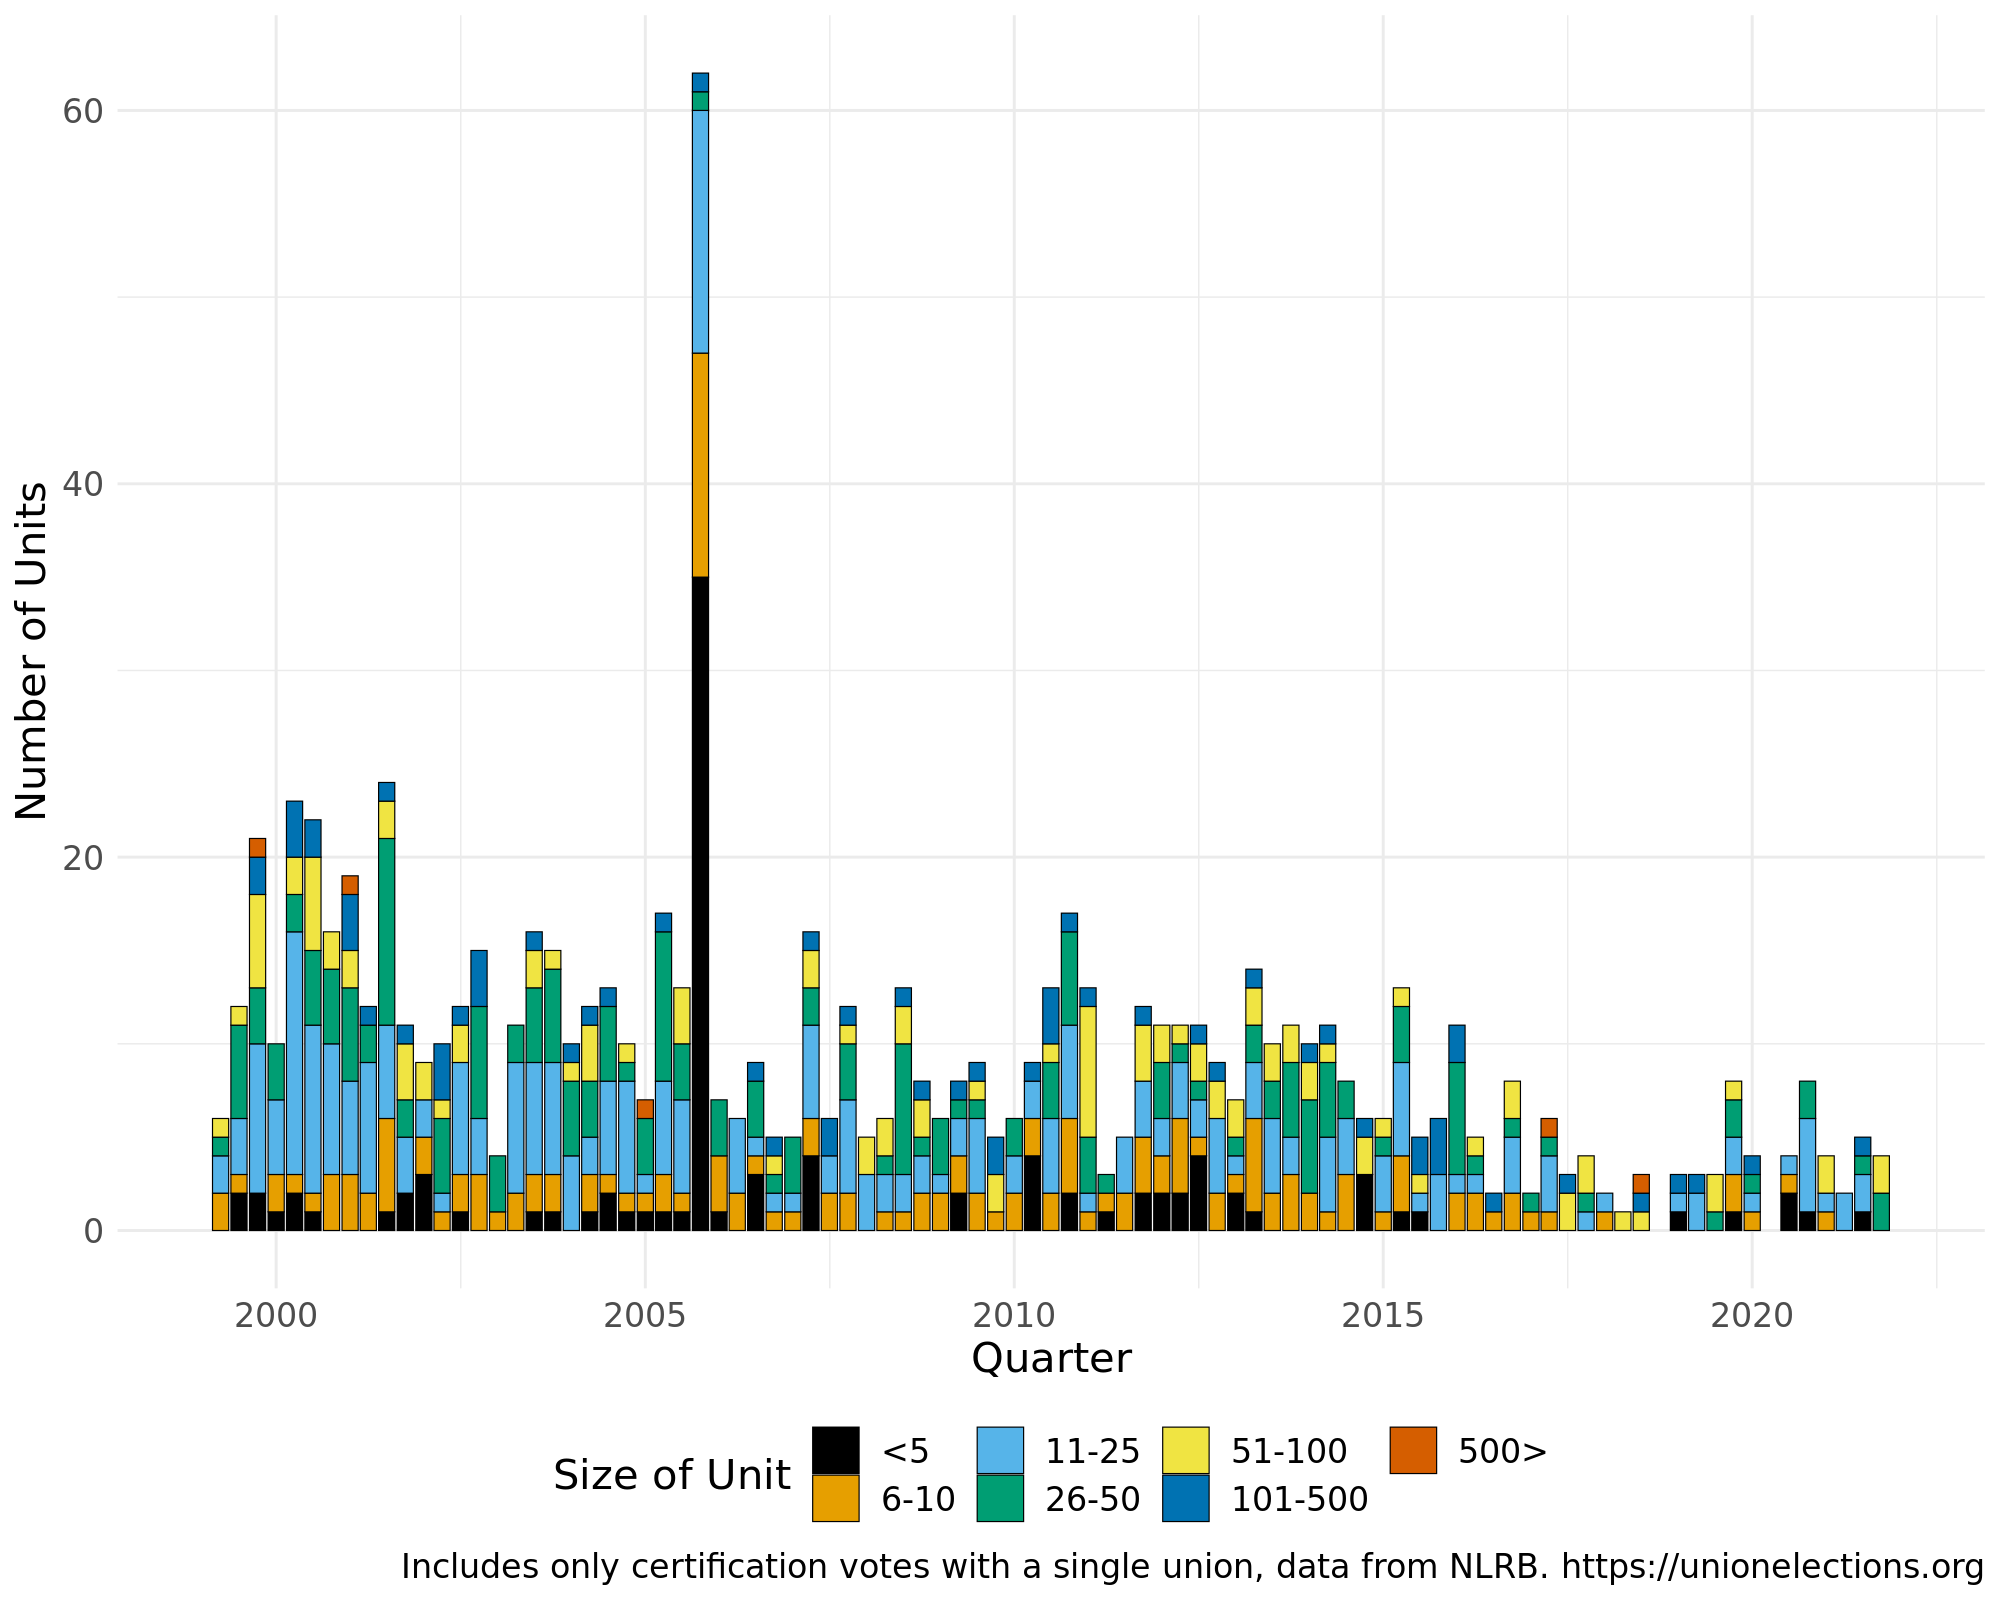 60
40
20
0
Number of Units
2000 2005 2010 2015 2020
Quarter
Size of Unit
<5 11-25 51-100 500>
6-10 26-50 101-500
Includes only certification votes with a single union, data from NLRB. https://unionelections.org